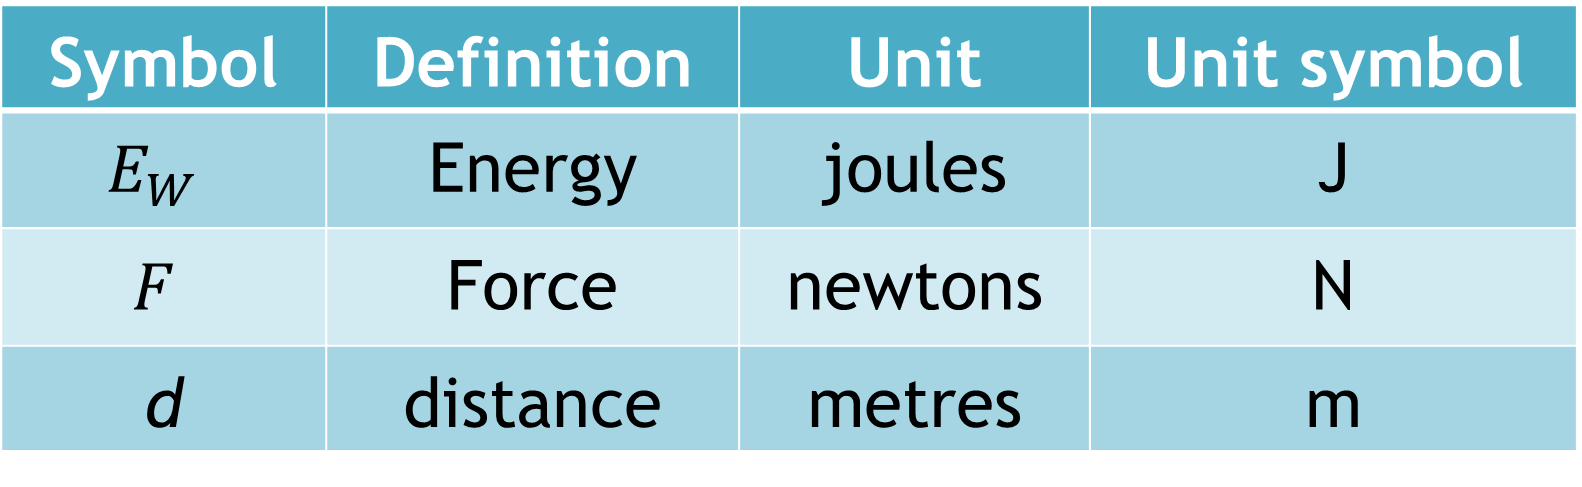 Symbol Definition Unit Unit symbol
E_W Energy joules J
F Force newtons N
d distance metres m